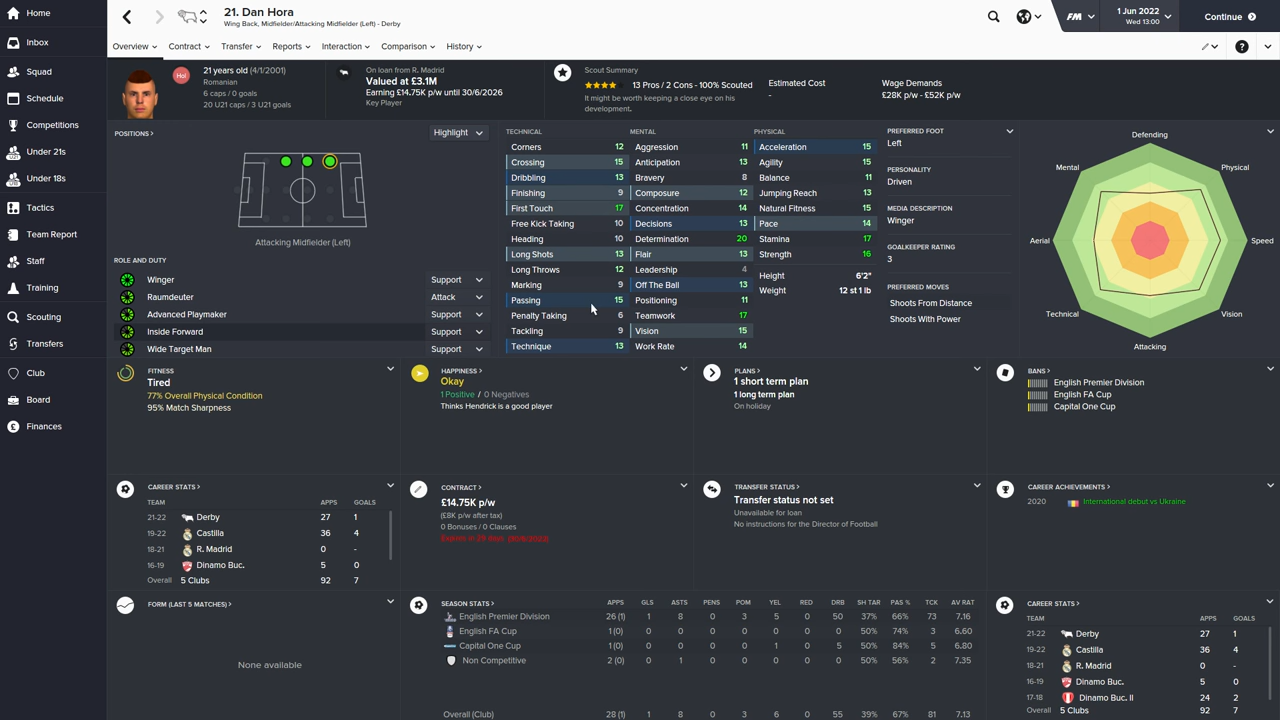 Home
Inbox
Squad
Schedule
Competitions
Under 21s
Under 18s
Tactics
Team Report
Staff
Training
Scouting
Transfers
Club
Board
Finances
21. Dan Hora
Wing Back, Midfielder/Attacking Midfielder (Left) - Derby
FM
1 Jun 2022
Wed 13:00
Continue
Overview Contract Transfer Reports Interaction Comparison History
?
Hol
21 years old (4/1/2001)
Romanian
6 caps / 0 goals
20 U21 caps / 3 U21 goals
On loan from R. Madrid
Valued at £3.1M
Earning £14.75K p/w until 30/6/2026
Key Player
Scout Summary
13 Pros / 2 Cons - 100% Scouted
It might be worth keeping a close eye on his
development.
Estimated Cost
-
Wage Demands
£28K p/w - £52K p/w
POSITIONS >
Highlight
Attacking Midfielder (Left)
ROLE AND DUTY
Winger Support
Raumdeuter Attack
Advanced Playmaker Support
Inside Forward Support
Wide Target Man Support
TECHNICAL
Corners 12
Crossing 15
Dribbling 13
Finishing 9
First Touch 17
Free Kick Taking 10
Heading 10
Long Shots 13
Long Throws 12
Marking 9
Passing 15
Penalty Taking 6
Tackling 9
Technique 13
MENTAL
Aggression 11
Anticipation 13
Bravery 8
Composure 12
Concentration 14
Decisions 13
Determination 20
Flair 13
Leadership 4
Off The Ball 13
Positioning 11
Teamwork 17
Vision 15
Work Rate 14
PHYSICAL
Acceleration 15
Agility 15
Balance 11
Jumping Reach 13
Natural Fitness 15
Pace 14
Stamina 17
Strength 16
Height 6'2"
Weight 12 st 1 lb
PREFERRED FOOT
Left
PERSONALITY
Driven
MEDIA DESCRIPTION
Winger
GOALKEEPER RATING
3
PREFERRED MOVES
Shoots From Distance
Shoots With Power
Defending
Mental
Physical
Aerial
Speed
Technical
Vision
Attacking
FITNESS
Tired
77% Overall Physical Condition
95% Match Sharpness
HAPPINESS >
Okay
1 Positive / 0 Negatives
Thinks Hendrick is a good player
PLANS >
1 short term plan
1 long term plan
On holiday
BANS >
English Premier Division
English FA Cup
Capital One Cup
CAREER STATS >
TEAM APPS GOALS
21-22 Derby 27 1
19-22 Castilla 36 4
18-21 R. Madrid 0 -
16-19 Dinamo Buc. 5 0
Overall 5 Clubs 92 7
CONTRACT >
£14.75K p/w
(£8K p/w after tax)
0 Bonuses / 0 Clauses
TRANSFER STATUS >
Transfer status not set
Unavailable for loan
No instructions for the Director of Football
CAREER ACHIEVEMENTS >
2020 International debut vs Ukraine
FORM (LAST 5 MATCHES) >
None available
SEASON STATS > APPS GLS ASTS PENS POM YEL RED DRB SH TAR PAS % TCK AV RAT
English Premier Division 26 (1) 1 8 0 3 5 0 50 37% 66% 73 7.16
English FA Cup 1 (0) 0 0 0 0 0 0 0 50% 74% 3 6.60
Capital One Cup 1 (0) 0 0 0 0 1 0 5 50% 84% 5 6.80
Non Competitive 2 (0) 0 1 0 0 0 0 0 50% 56% 2 7.35
Overall (Club) 28 (1) 1 8 0 3 6 0 55 39% 67% 81 7.13
CAREER STATS >
TEAM APPS GOALS
21-22 Derby 27 1
19-22 Castilla 36 4
18-21 R. Madrid 0 -
16-19 Dinamo Buc. 5 0
17-18 Dinamo Buc. II 24 2
Overall 5 Clubs 92 7